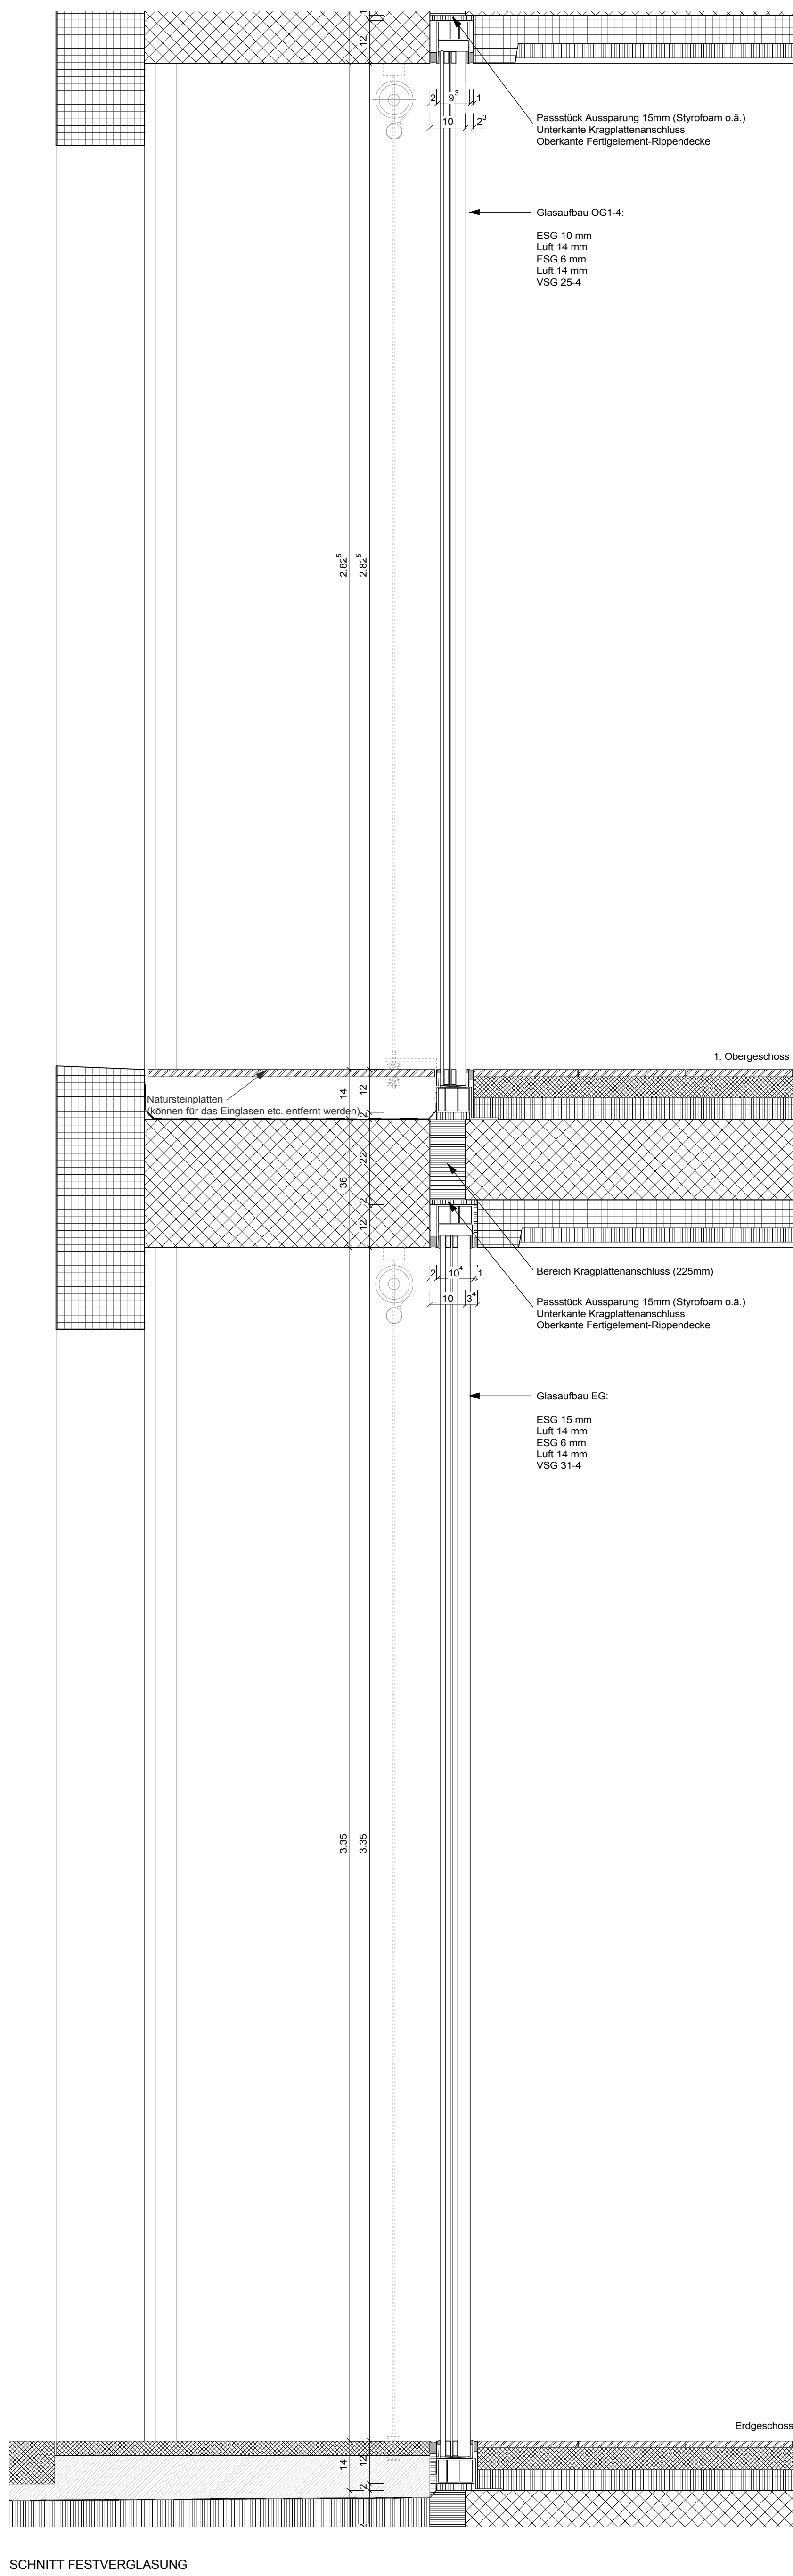 12
2 9³ 1
10 2³
Passstück Aussparung 15mm (Styrofoam o.ä.)
Unterkante Kragplattenanschluss
Oberkante Fertigelement-Rippendecke
Glasaufbau OG1-4:
ESG 10 mm
Luft 14 mm
ESG 6 mm
Luft 14 mm
VSG 25-4
2.82⁵ 2.82⁵
1. Obergeschoss
14 12
Natursteinplatten
(können für das Einglasen etc. entfernt werden)
2
36 22
2
12
Bereich Kragplattenanschluss (225mm)
2 10⁴ 1
10 3⁴
Passstück Aussparung 15mm (Styrofoam o.ä.)
Unterkante Kragplattenanschluss
Oberkante Fertigelement-Rippendecke
Glasaufbau EG:
ESG 15 mm
Luft 14 mm
ESG 6 mm
Luft 14 mm
VSG 31-4
3.35 3.35
Erdgeschoss
14 12
2
SCHNITT FESTVERGLASUNG